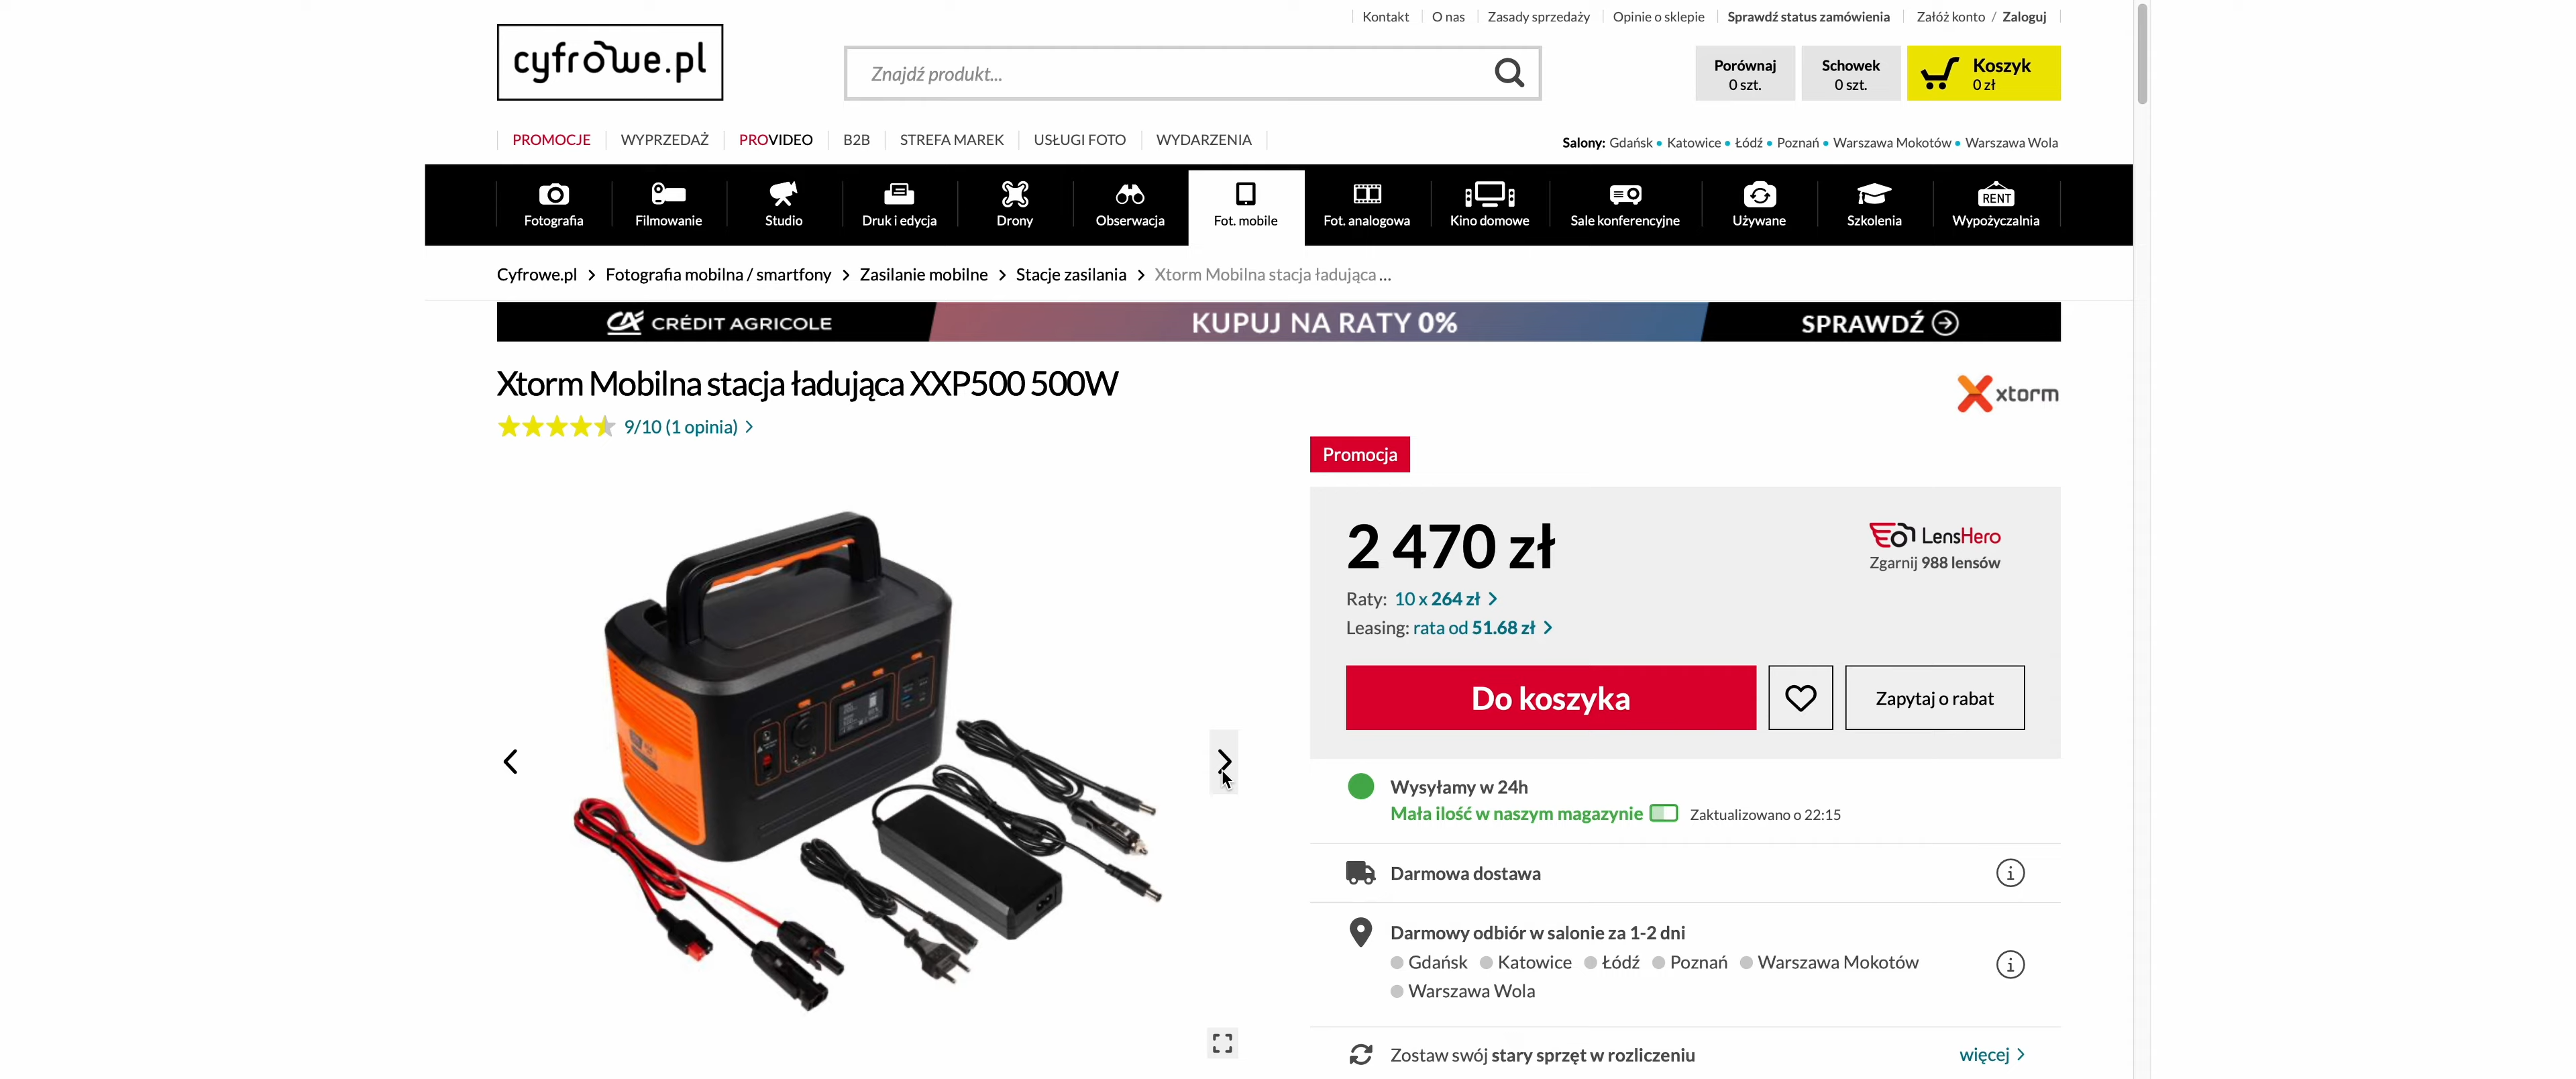 Kontakt
O nas
Zasady sprzedaży
Opinie o sklepie
Sprawdź status zamówienia
Załóż konto / Zaloguj
cyfrowe.pl
Znajdź produkt...
Porównaj
0 szt.
Schowek
0 szt.
Koszyk
0 zł
PROMOCJE
WYPRZEDAŻ
PROVIDEO
B2B
STREFA MAREK
USŁUGI FOTO
WYDARZENIA
Salony: Gdańsk • Katowice • Łódź • Poznań • Warszawa Mokotów • Warszawa Wola
Fotografia
Filmowanie
Studio
Druk i edycja
Drony
Obserwacja
Fot. mobile
Fot. analogowa
Kino domowe
Sale konferencyjne
Używane
Szkolenia
RENT
Wypożyczalnia
Cyfrowe.pl > Fotografia mobilna / smartfony > Zasilanie mobilne > Stacje zasilania > Xtorm Mobilna stacja ładująca ...
CA CRÉDIT AGRICOLE
KUPUJ NA RATY 0%
SPRAWDŹ
Xtorm Mobilna stacja ładująca XXP500 500W
xtorm
9/10 (1 opinia) >
Promocja
2 470 zł
LensHero
Zgarnij 988 lensów
Raty: 10 x 264 zł >
Leasing: rata od 51.68 zł >
Do koszyka
Zapytaj o rabat
Wysyłamy w 24h
Mała ilość w naszym magazynie
Zaktualizowano o 22:15
Darmowa dostawa
i
Darmowy odbiór w salonie za 1-2 dni
Gdańsk
Katowice
Łódź
Poznań
Warszawa Mokotów
i
Warszawa Wola
Zostaw swój stary sprzęt w rozliczeniu
więcej >